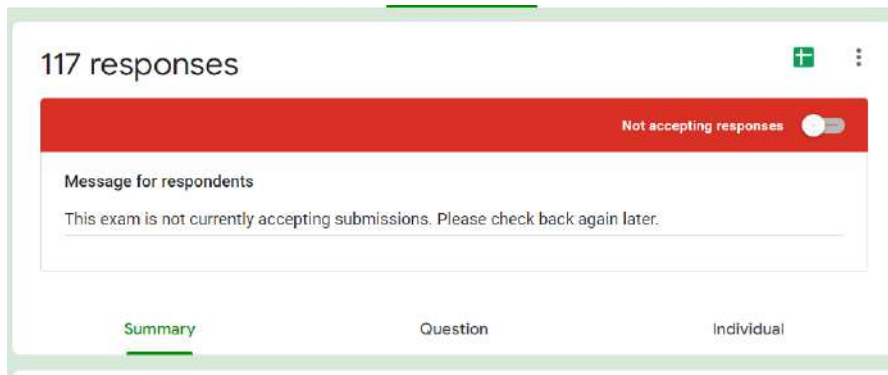 117 responses
Not accepting responses
Message for respondents
This exam is not currently accepting submissions. Please check back again later.
Summary
Question
Individual